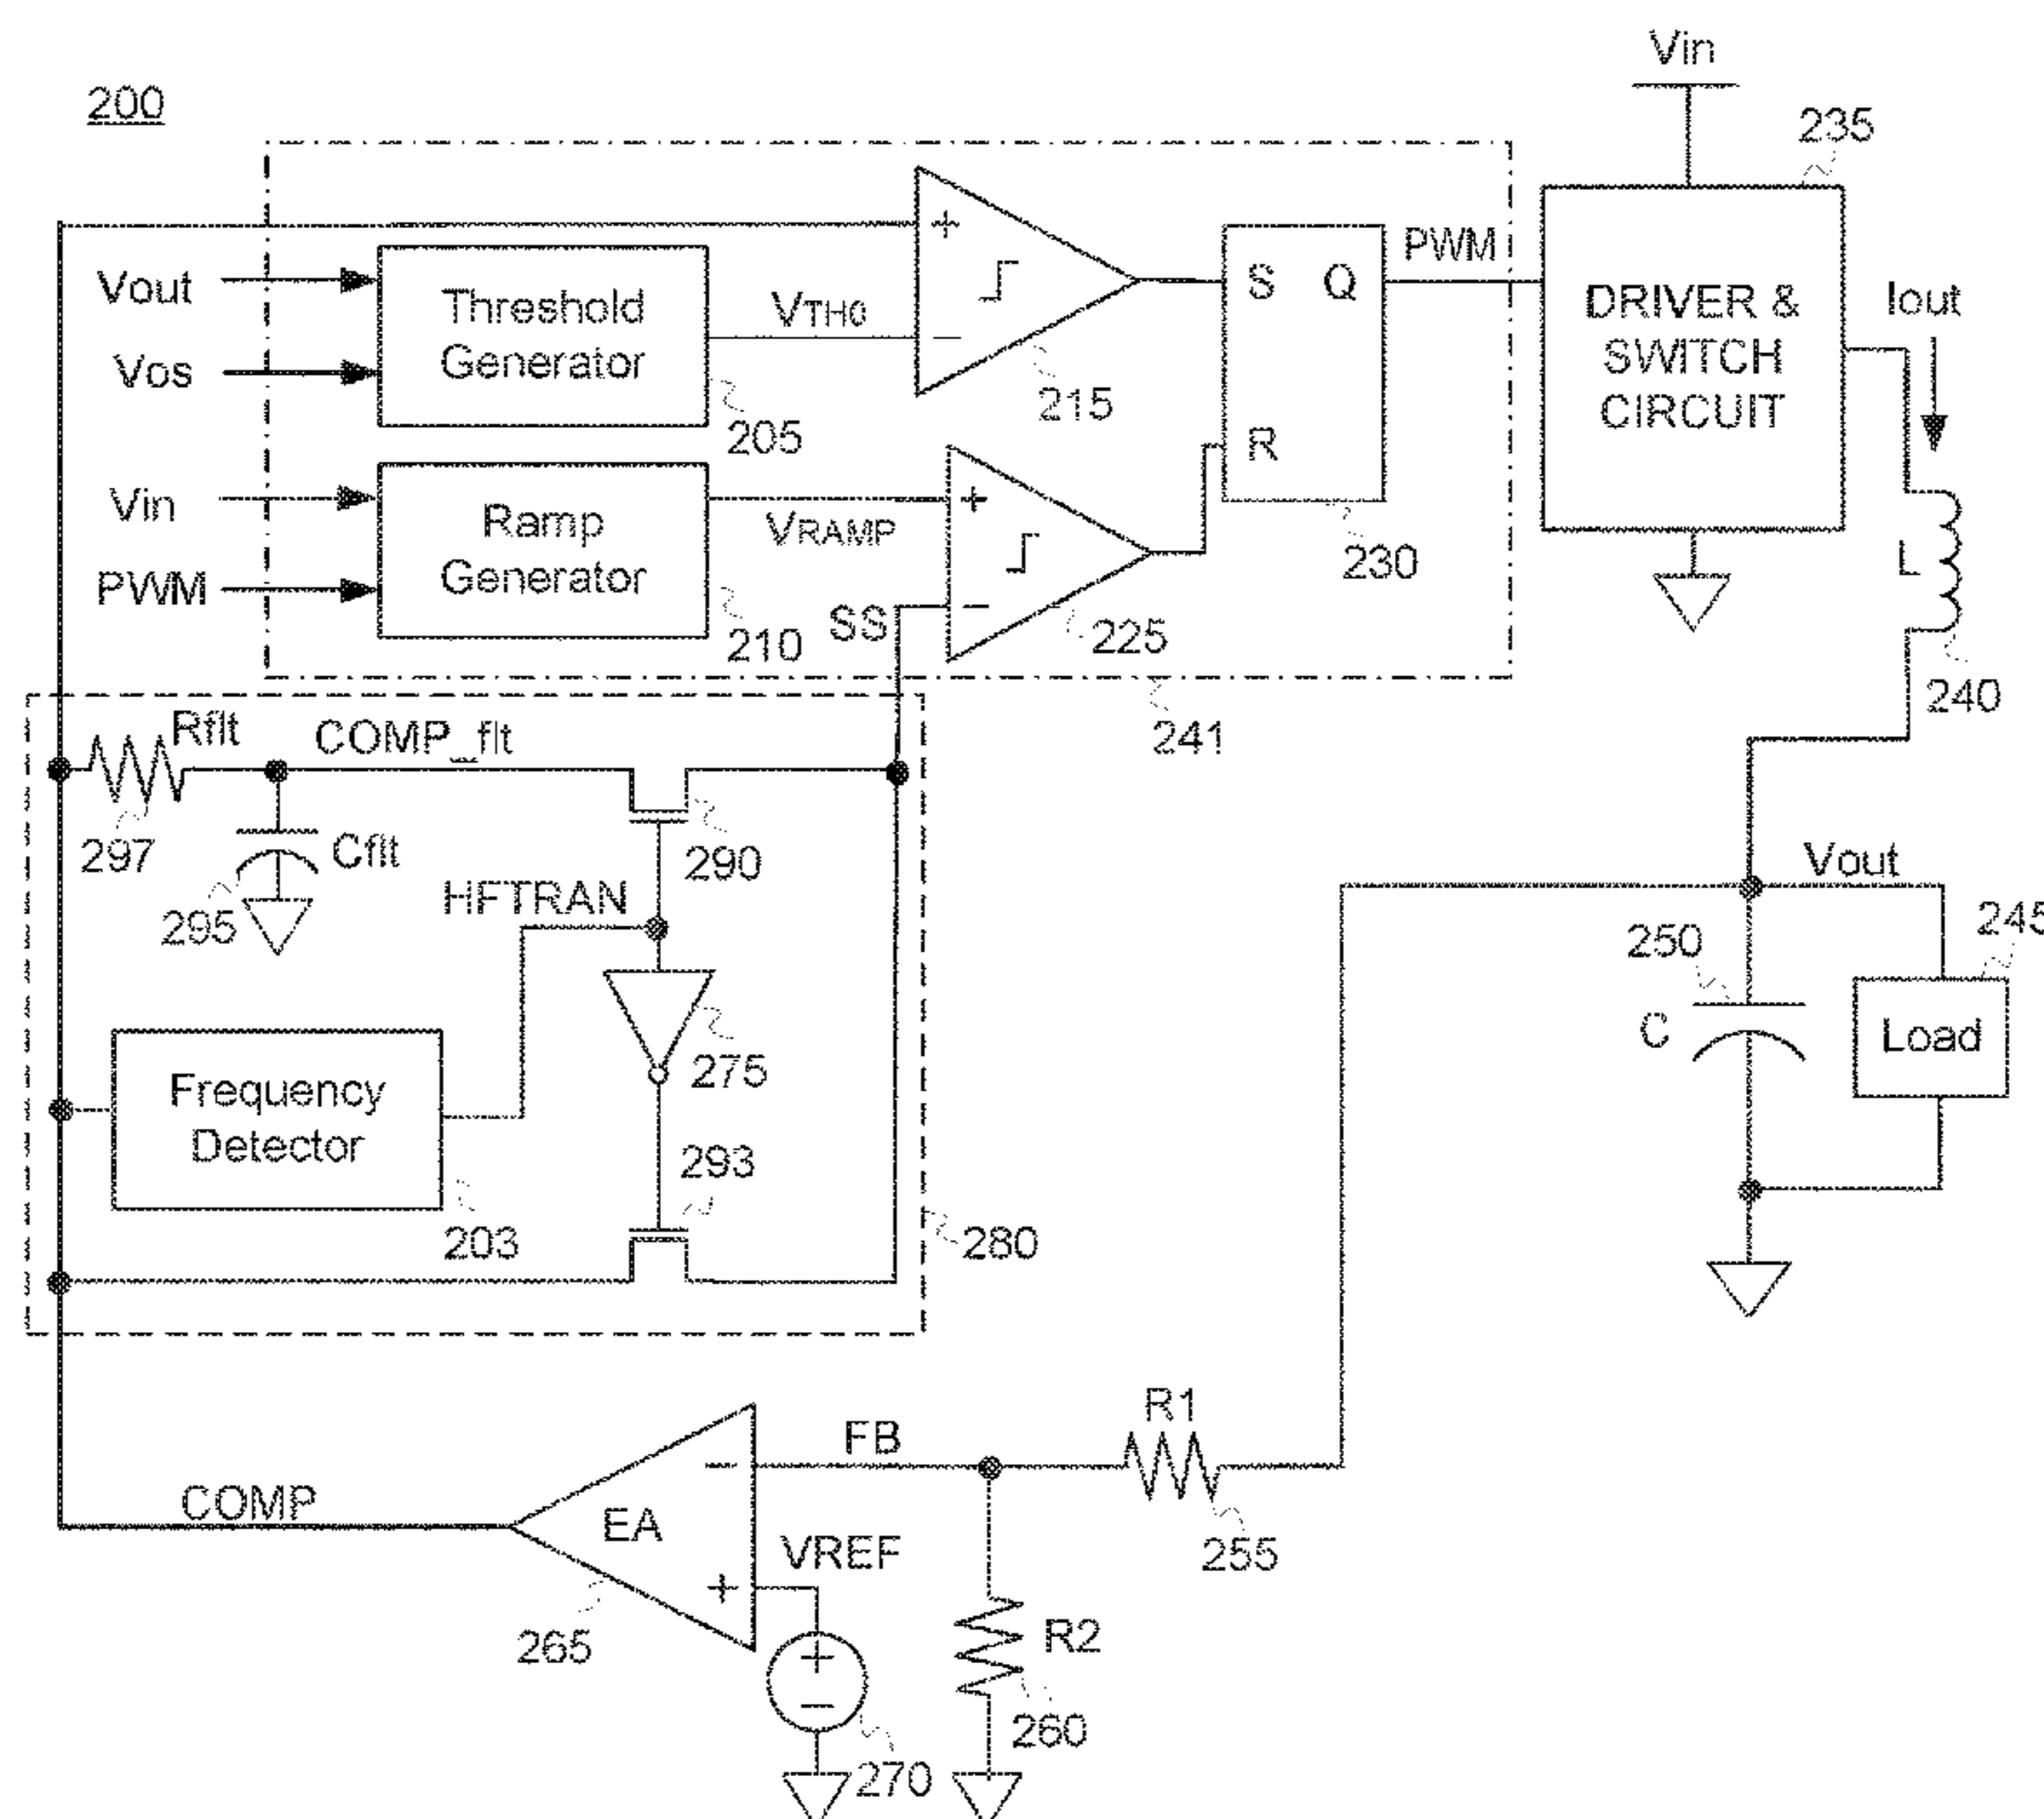 200
Vin
235
Vout
Vos
Threshold
Generator
205
VTH0
+
−
215
S Q
R
230
PWM
DRIVER &
SWITCH
CIRCUIT
Iout
Vin
PWM
Ramp
Generator
210
VRAMP
SS
+
−
225
241
L
240
Rflt
297
COMP_flt
Cflt
295
290
HFTRAN
275
Frequency
Detector
203
293
280
Vout
250
C
245
Load
COMP
EA
−
+
265
FB
VREF
+
−
270
R1
255
R2
260